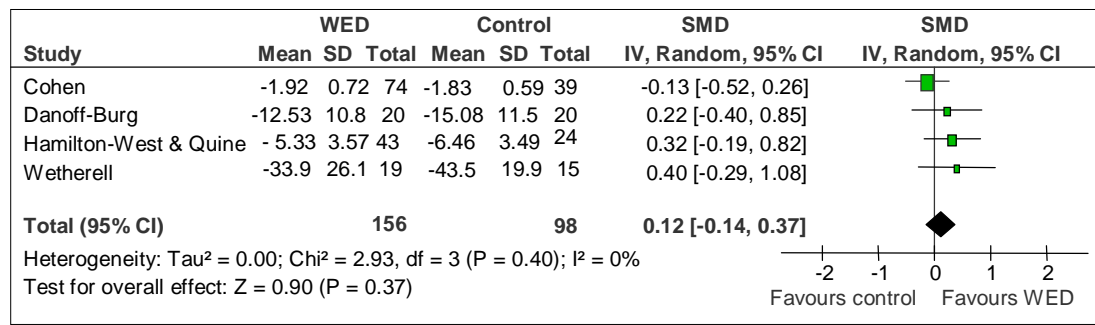 WED Control SMD SMD
Study Mean SD Total Mean SD Total IV, Random, 95% CI IV, Random, 95% CI
Cohen -1.92 0.72 74 -1.83 0.59 39 -0.13 [-0.52, 0.26]
Danoff-Burg -12.53 10.8 20 -15.08 11.5 20 0.22 [-0.40, 0.85]
Hamilton-West & Quine - 5.33 3.57 43 -6.46 3.49 24 0.32 [-0.19, 0.82]
Wetherell -33.9 26.1 19 -43.5 19.9 15 0.40 [-0.29, 1.08]
Total (95% CI) 156 98 0.12 [-0.14, 0.37]
Heterogeneity: Tau² = 0.00; Chi² = 2.93, df = 3 (P = 0.40); I² = 0%
Test for overall effect: Z = 0.90 (P = 0.37)
-2 -1 0 1 2
Favours control Favours WED